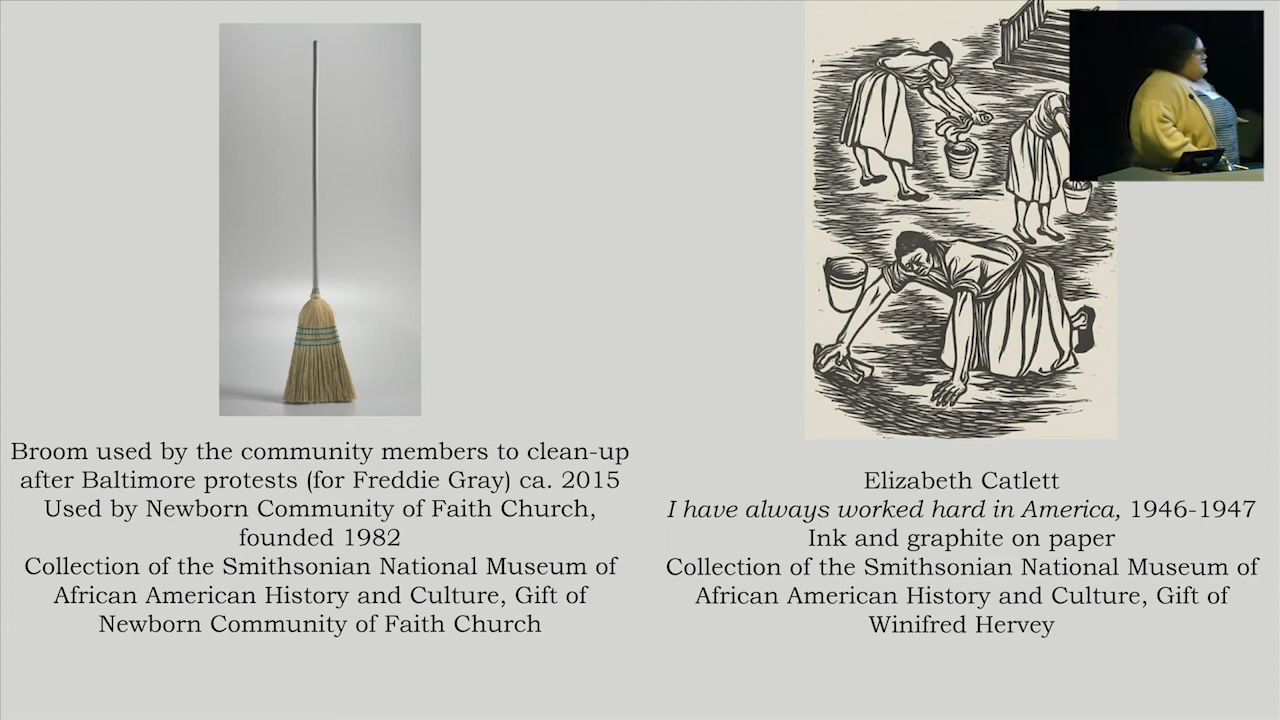 Broom used by the community members to clean-up
after Baltimore protests (for Freddie Gray) ca. 2015
Used by Newborn Community of Faith Church,
founded 1982
Collection of the Smithsonian National Museum of
African American History and Culture, Gift of
Newborn Community of Faith Church
Elizabeth Catlett
I have always worked hard in America, 1946-1947
Ink and graphite on paper
Collection of the Smithsonian National Museum of
African American History and Culture, Gift of
Winifred Hervey